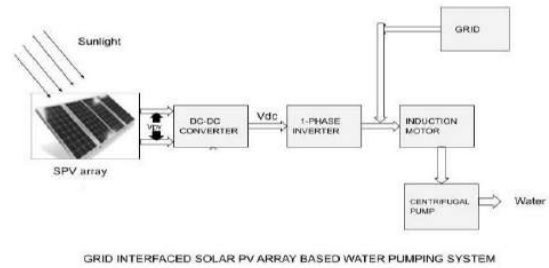 Sunlight
GRID
Vpv
DC-DC
CONVERTER
Vdc
1-PHASE
INVERTER
INDUCTION
MOTOR
SPV array
CENTRIFUGAL
PUMP
Water
GRID INTERFACED SOLAR PV ARRAY BASED WATER PUMPING SYSTEM